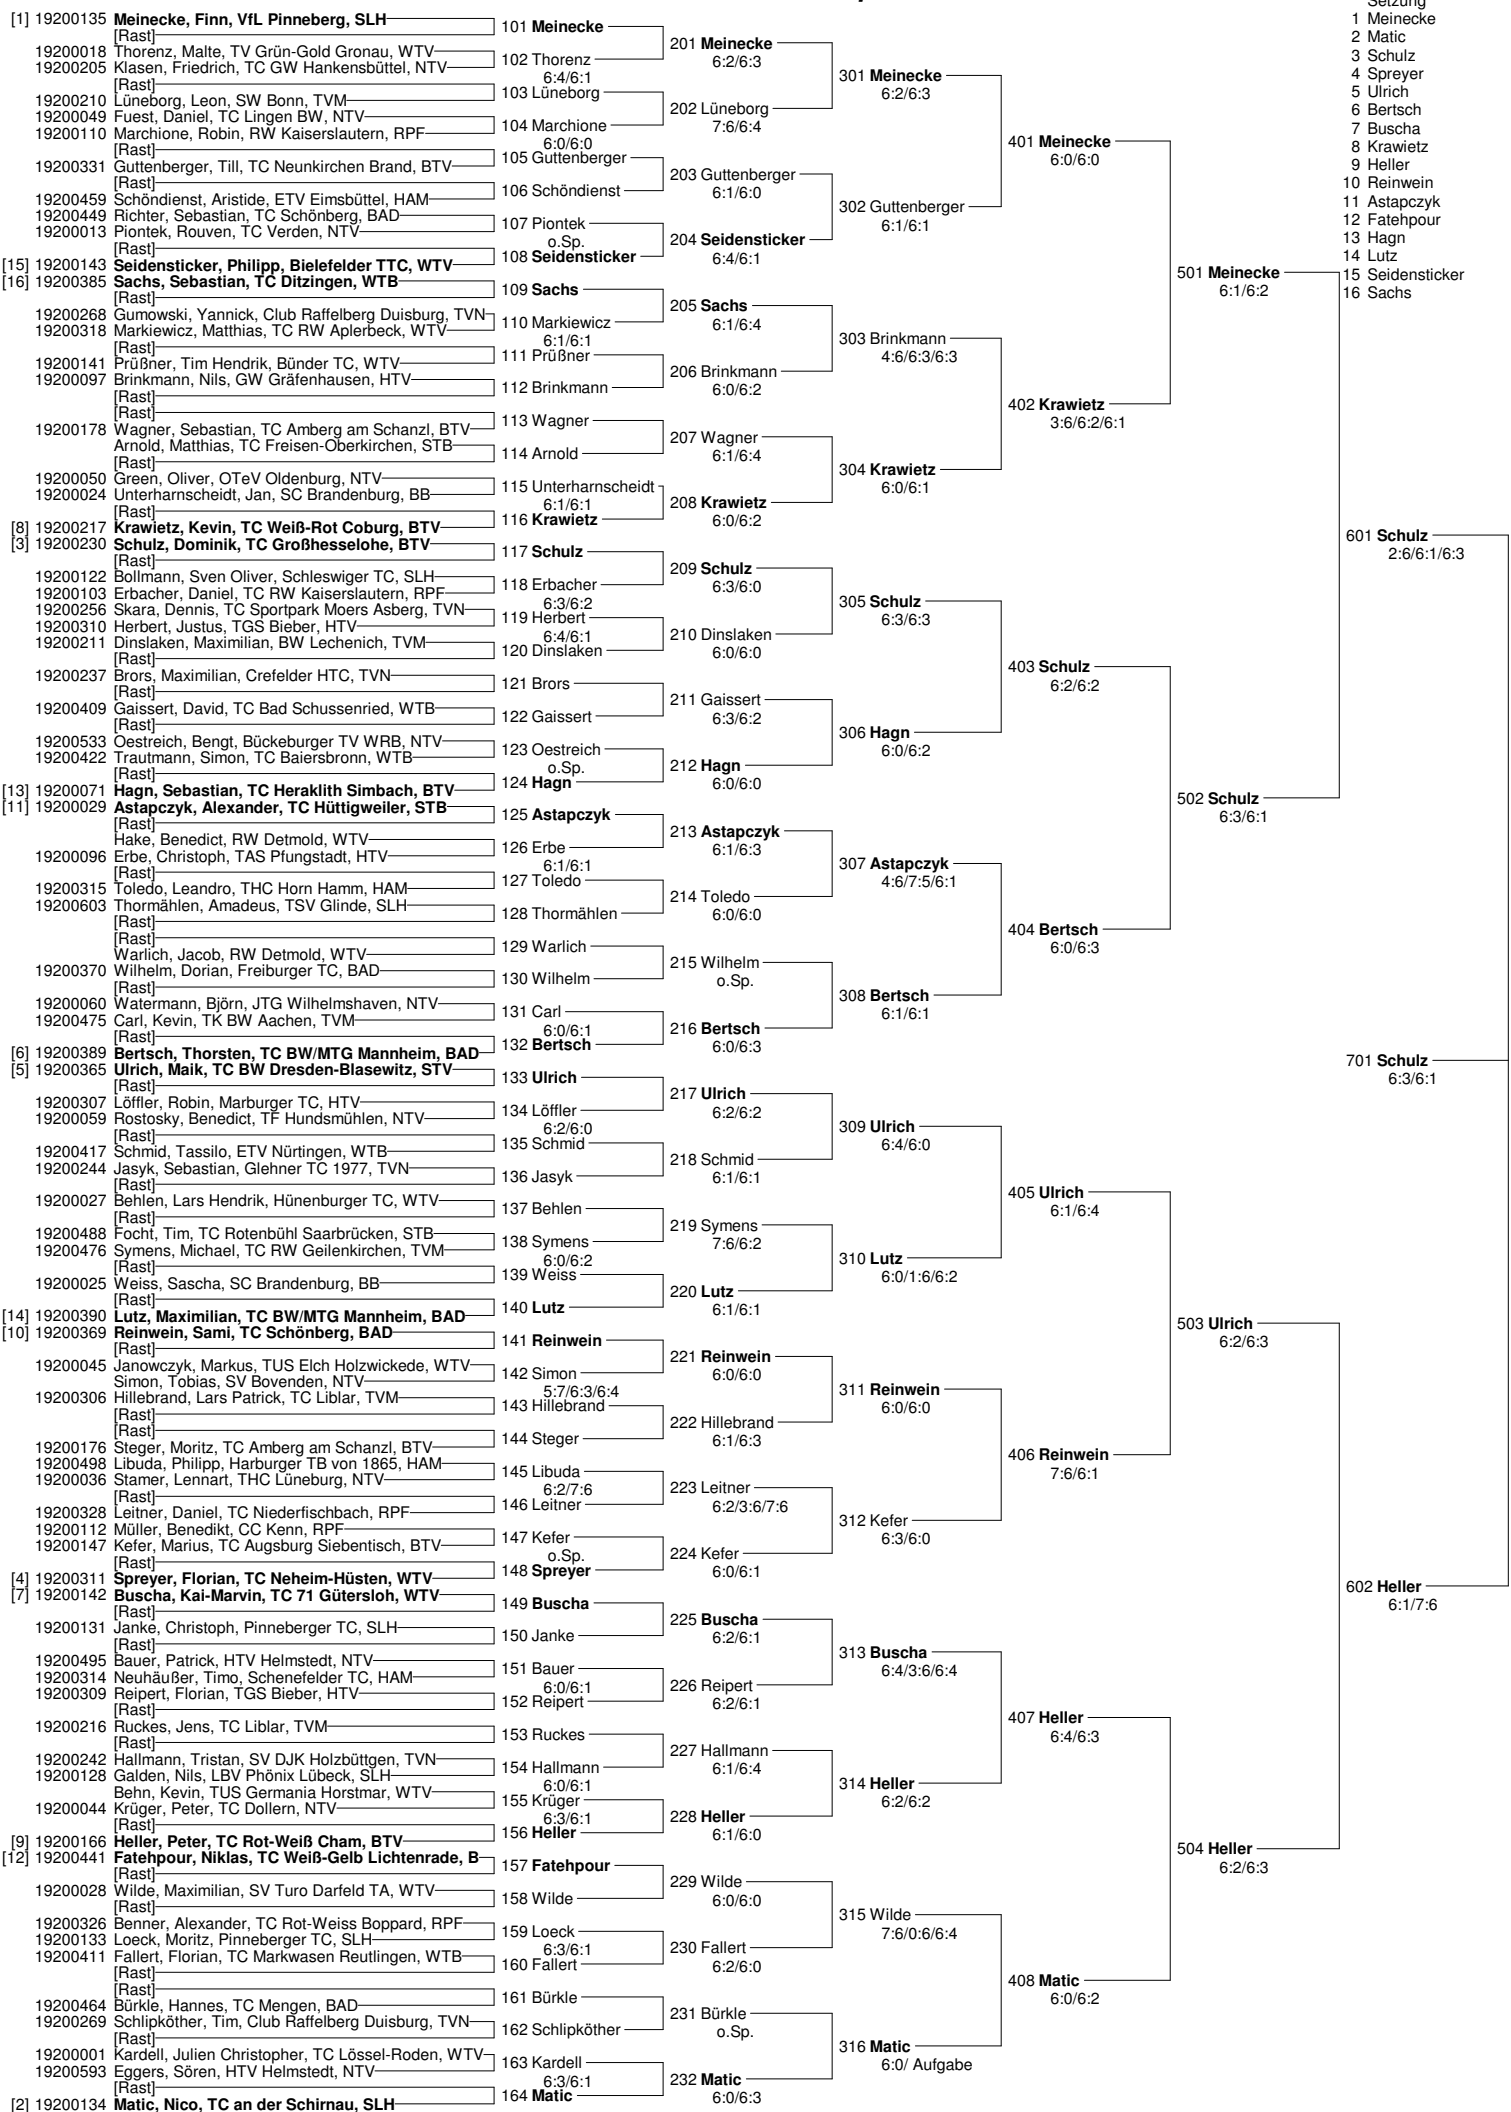 Setzung
1 Meinecke
2 Matic
3 Schulz
4 Spreyer
5 Ulrich
6 Bertsch
7 Buscha
8 Krawietz
9 Heller
10 Reinwein
11 Astapczyk
12 Fatehpour
13 Hagn
14 Lutz
15 Seidensticker
16 Sachs
[1] 19200135 Meinecke, Finn, VfL Pinneberg, SLH
[Rast]
19200018 Thorenz, Malte, TV Grün-Gold Gronau, WTV
19200205 Klasen, Friedrich, TC GW Hankensbüttel, NTV
[Rast]
19200210 Lüneborg, Leon, SW Bonn, TVM
19200049 Fuest, Daniel, TC Lingen BW, NTV
19200110 Marchione, Robin, RW Kaiserslautern, RPF
[Rast]
19200331 Guttenberger, Till, TC Neunkirchen Brand, BTV
[Rast]
19200459 Schöndienst, Aristide, ETV Eimsbüttel, HAM
19200449 Richter, Sebastian, TC Schönberg, BAD
19200013 Piontek, Rouven, TC Verden, NTV
[Rast]
[15] 19200143 Seidensticker, Philipp, Bielefelder TTC, WTV
[16] 19200385 Sachs, Sebastian, TC Ditzingen, WTB
[Rast]
19200268 Gumowski, Yannick, Club Raffelberg Duisburg, TVN
19200318 Markiewicz, Matthias, TC RW Aplerbeck, WTV
[Rast]
19200141 Prüßner, Tim Hendrik, Bünder TC, WTV
19200097 Brinkmann, Nils, GW Gräfenhausen, HTV
[Rast]
[Rast]
19200178 Wagner, Sebastian, TC Amberg am Schanzl, BTV
Arnold, Matthias, TC Freisen-Oberkirchen, STB
[Rast]
19200050 Green, Oliver, OTeV Oldenburg, NTV
19200024 Unterharnscheidt, Jan, SC Brandenburg, BB
[Rast]
[8] 19200217 Krawietz, Kevin, TC Weiß-Rot Coburg, BTV
[3] 19200230 Schulz, Dominik, TC Großhesselohe, BTV
[Rast]
19200122 Bollmann, Sven Oliver, Schleswiger TC, SLH
19200103 Erbacher, Daniel, TC RW Kaiserslautern, RPF
19200256 Skara, Dennis, TC Sportpark Moers Asberg, TVN
19200310 Herbert, Justus, TGS Bieber, HTV
19200211 Dinslaken, Maximilian, BW Lechenich, TVM
[Rast]
19200237 Brors, Maximilian, Crefelder HTC, TVN
[Rast]
19200409 Gaissert, David, TC Bad Schussenried, WTB
[Rast]
19200533 Oestreich, Bengt, Bückeburger TV WRB, NTV
19200422 Trautmann, Simon, TC Baiersbronn, WTB
[Rast]
[13] 19200071 Hagn, Sebastian, TC Heraklith Simbach, BTV
[11] 19200029 Astapczyk, Alexander, TC Hüttigweiler, STB
[Rast]
Hake, Benedict, RW Detmold, WTV
19200096 Erbe, Christoph, TAS Pfungstadt, HTV
[Rast]
19200315 Toledo, Leandro, THC Horn Hamm, HAM
19200603 Thormählen, Amadeus, TSV Glinde, SLH
[Rast]
[Rast]
Warlich, Jacob, RW Detmold, WTV
19200370 Wilhelm, Dorian, Freiburger TC, BAD
[Rast]
19200060 Watermann, Björn, JTG Wilhelmshaven, NTV
19200475 Carl, Kevin, TK BW Aachen, TVM
[Rast]
[6] 19200389 Bertsch, Thorsten, TC BW/MTG Mannheim, BAD
[5] 19200365 Ulrich, Maik, TC BW Dresden-Blasewitz, STV
[Rast]
19200307 Löffler, Robin, Marburger TC, HTV
19200059 Rostosky, Benedict, TF Hundsmühlen, NTV
[Rast]
19200417 Schmid, Tassilo, ETV Nürtingen, WTB
19200244 Jasyk, Sebastian, Glehner TC 1977, TVN
[Rast]
19200027 Behlen, Lars Hendrik, Hünenburger TC, WTV
[Rast]
19200488 Focht, Tim, TC Rotenbühl Saarbrücken, STB
19200476 Symens, Michael, TC RW Geilenkirchen, TVM
[Rast]
19200025 Weiss, Sascha, SC Brandenburg, BB
[Rast]
[14] 19200390 Lutz, Maximilian, TC BW/MTG Mannheim, BAD
[10] 19200369 Reinwein, Sami, TC Schönberg, BAD
[Rast]
19200045 Janowczyk, Markus, TUS Elch Holzwickede, WTV
Simon, Tobias, SV Bovenden, NTV
19200306 Hillebrand, Lars Patrick, TC Liblar, TVM
[Rast]
[Rast]
19200176 Steger, Moritz, TC Amberg am Schanzl, BTV
19200498 Libuda, Philipp, Harburger TB von 1865, HAM
19200036 Stamer, Lennart, THC Lüneburg, NTV
[Rast]
19200328 Leitner, Daniel, TC Niederfischbach, RPF
19200112 Müller, Benedikt, CC Kenn, RPF
19200147 Kefer, Marius, TC Augsburg Siebentisch, BTV
[Rast]
[4] 19200311 Spreyer, Florian, TC Neheim-Hüsten, WTV
[7] 19200142 Buscha, Kai-Marvin, TC 71 Gütersloh, WTV
[Rast]
19200131 Janke, Christoph, Pinneberger TC, SLH
[Rast]
19200495 Bauer, Patrick, HTV Helmstedt, NTV
19200314 Neuhäußer, Timo, Schenefelder TC, HAM
19200309 Reipert, Florian, TGS Bieber, HTV
[Rast]
19200216 Ruckes, Jens, TC Liblar, TVM
[Rast]
19200242 Hallmann, Tristan, SV DJK Holzbüttgen, TVN
19200128 Galden, Nils, LBV Phönix Lübeck, SLH
Behn, Kevin, TUS Germania Horstmar, WTV
19200044 Krüger, Peter, TC Dollern, NTV
[Rast]
[9] 19200166 Heller, Peter, TC Rot-Weiß Cham, BTV
[12] 19200441 Fatehpour, Niklas, TC Weiß-Gelb Lichtenrade, B
[Rast]
19200028 Wilde, Maximilian, SV Turo Darfeld TA, WTV
[Rast]
19200326 Benner, Alexander, TC Rot-Weiss Boppard, RPF
19200133 Loeck, Moritz, Pinneberger TC, SLH
19200411 Fallert, Florian, TC Markwasen Reutlingen, WTB
[Rast]
[Rast]
19200464 Bürkle, Hannes, TC Mengen, BAD
19200269 Schlipköther, Tim, Club Raffelberg Duisburg, TVN
[Rast]
19200001 Kardell, Julien Christopher, TC Lössel-Roden, WTV
19200593 Eggers, Sören, HTV Helmstedt, NTV
[Rast]
[2] 19200134 Matic, Nico, TC an der Schirnau, SLH
101 Meinecke
102 Thorenz
6:4/6:1
103 Lüneborg
104 Marchione
6:0/6:0
105 Guttenberger
106 Schöndienst
107 Piontek
o.Sp.
108 Seidensticker
109 Sachs
110 Markiewicz
6:1/6:1
111 Prüßner
112 Brinkmann
113 Wagner
114 Arnold
115 Unterharnscheidt
6:1/6:1
116 Krawietz
117 Schulz
118 Erbacher
6:3/6:2
119 Herbert
6:4/6:1
120 Dinslaken
121 Brors
122 Gaissert
123 Oestreich
o.Sp.
124 Hagn
125 Astapczyk
126 Erbe
6:1/6:1
127 Toledo
128 Thormählen
129 Warlich
130 Wilhelm
131 Carl
6:0/6:1
132 Bertsch
133 Ulrich
134 Löffler
6:2/6:0
135 Schmid
136 Jasyk
137 Behlen
138 Symens
6:0/6:2
139 Weiss
140 Lutz
141 Reinwein
142 Simon
5:7/6:3/6:4
143 Hillebrand
144 Steger
145 Libuda
6:2/7:6
146 Leitner
147 Kefer
o.Sp.
148 Spreyer
149 Buscha
150 Janke
151 Bauer
6:0/6:1
152 Reipert
153 Ruckes
154 Hallmann
6:0/6:1
155 Krüger
6:3/6:1
156 Heller
157 Fatehpour
158 Wilde
159 Loeck
6:3/6:1
160 Fallert
161 Bürkle
162 Schlipköther
163 Kardell
6:3/6:1
164 Matic
201 Meinecke
6:2/6:3
202 Lüneborg
7:6/6:4
203 Guttenberger
6:1/6:0
204 Seidensticker
6:4/6:1
205 Sachs
6:1/6:4
206 Brinkmann
6:0/6:2
207 Wagner
6:1/6:4
208 Krawietz
6:0/6:2
209 Schulz
6:3/6:0
210 Dinslaken
6:0/6:0
211 Gaissert
6:3/6:2
212 Hagn
6:0/6:0
213 Astapczyk
6:1/6:3
214 Toledo
6:0/6:0
215 Wilhelm
o.Sp.
216 Bertsch
6:0/6:3
217 Ulrich
6:2/6:2
218 Schmid
6:1/6:1
219 Symens
7:6/6:2
220 Lutz
6:1/6:1
221 Reinwein
6:0/6:0
222 Hillebrand
6:1/6:3
223 Leitner
6:2/3:6/7:6
224 Kefer
6:0/6:1
225 Buscha
6:2/6:1
226 Reipert
6:2/6:1
227 Hallmann
6:1/6:4
228 Heller
6:1/6:0
229 Wilde
6:0/6:0
230 Fallert
6:2/6:0
231 Bürkle
o.Sp.
232 Matic
6:0/6:3
301 Meinecke
6:2/6:3
302 Guttenberger
6:1/6:1
303 Brinkmann
4:6/6:3/6:3
304 Krawietz
6:0/6:1
305 Schulz
6:3/6:3
306 Hagn
6:0/6:2
307 Astapczyk
4:6/7:5/6:1
308 Bertsch
6:1/6:1
309 Ulrich
6:4/6:0
310 Lutz
6:0/1:6/6:2
311 Reinwein
6:0/6:0
312 Kefer
6:3/6:0
313 Buscha
6:4/3:6/6:4
314 Heller
6:2/6:2
315 Wilde
7:6/0:6/6:4
316 Matic
6:0/ Aufgabe
401 Meinecke
6:0/6:0
402 Krawietz
3:6/6:2/6:1
403 Schulz
6:2/6:2
404 Bertsch
6:0/6:3
405 Ulrich
6:1/6:4
406 Reinwein
7:6/6:1
407 Heller
6:4/6:3
408 Matic
6:0/6:2
501 Meinecke
6:1/6:2
502 Schulz
6:3/6:1
503 Ulrich
6:2/6:3
504 Heller
6:2/6:3
601 Schulz
2:6/6:1/6:3
602 Heller
6:1/7:6
701 Schulz
6:3/6:1